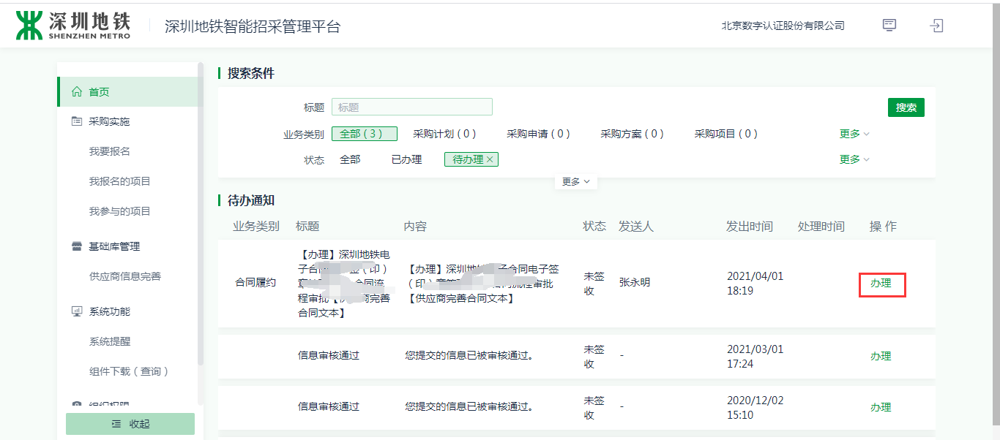 深圳地铁
SHENZHEN METRO
深圳地铁智能招采管理平台
北京数字认证股份有限公司
首页
采购实施
我要报名
我报名的项目
我参与的项目
基础库管理
供应商信息完善
系统功能
系统提醒
组件下载（查询）
组织权限
收起
搜索条件
标题 标题 搜索
业务类别 全部（3） 采购计划（0） 采购申请（0） 采购方案（0） 采购项目（0） 更多
状态 全部 已办理 待办理× 更多
更多
待办通知
业务类别 标题 内容 状态 发送人 发出时间 处理时间 操作
合同履约
【办理】深圳地铁电
子合 签（印）
合同流
程审批 商完善
合同文本】
【办理】深圳地 子合同电子签
（印）章 流程审批
【供应商完善合同文本】
未签
收
张永明
2021/04/01
18:19
办理
信息审核通过
您提交的信息已被审核通过。
未签
收
-
2021/03/01
17:24
办理
信息审核通过
您提交的信息已被审核通过。
未签
收
-
2020/12/02
15:10
办理